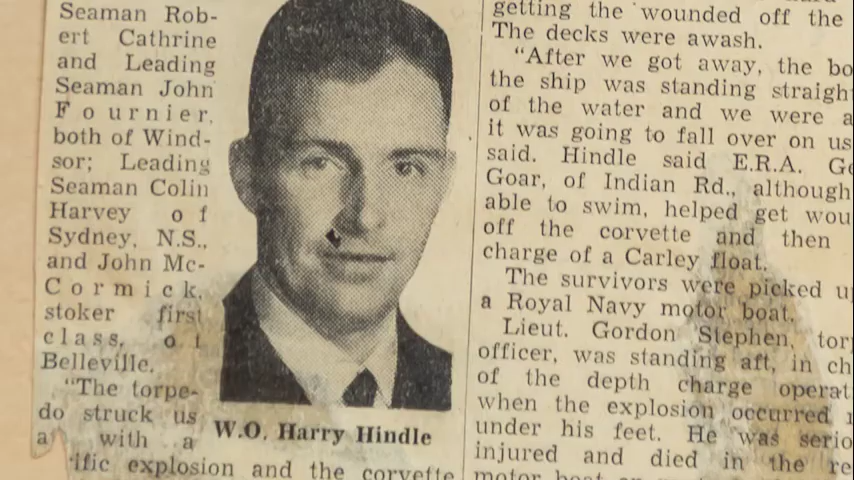 Seaman Rob-
ert Cathrine
and Leading
Seaman John
Fournier,
both of Wind-
sor; Leading
Seaman Colin
Harvey of
Sydney, N.S.,
and John Mc-
Cormick,
stoker first
class, of
Belleville.
"The torpe-
do struck us
with a
explosion and the corvette
W.O. Harry Hindle
getting the wounded off the
The decks were awash.
"After we got away, the bo
the ship was standing straigh
of the water and we were a
it was going to fall over on us
said. Hindle said E.R.A. Ge
Goar, of Indian Rd., although
able to swim, helped get wou
off the corvette and then
charge of a Carley float.
The survivors were picked u
a Royal Navy motor boat.
Lieut. Gordon Stephen, tor
officer, was standing aft, in ch
of the depth charge operat
when the explosion occurred
under his feet. He was serio
injured and died in the re
motor boat